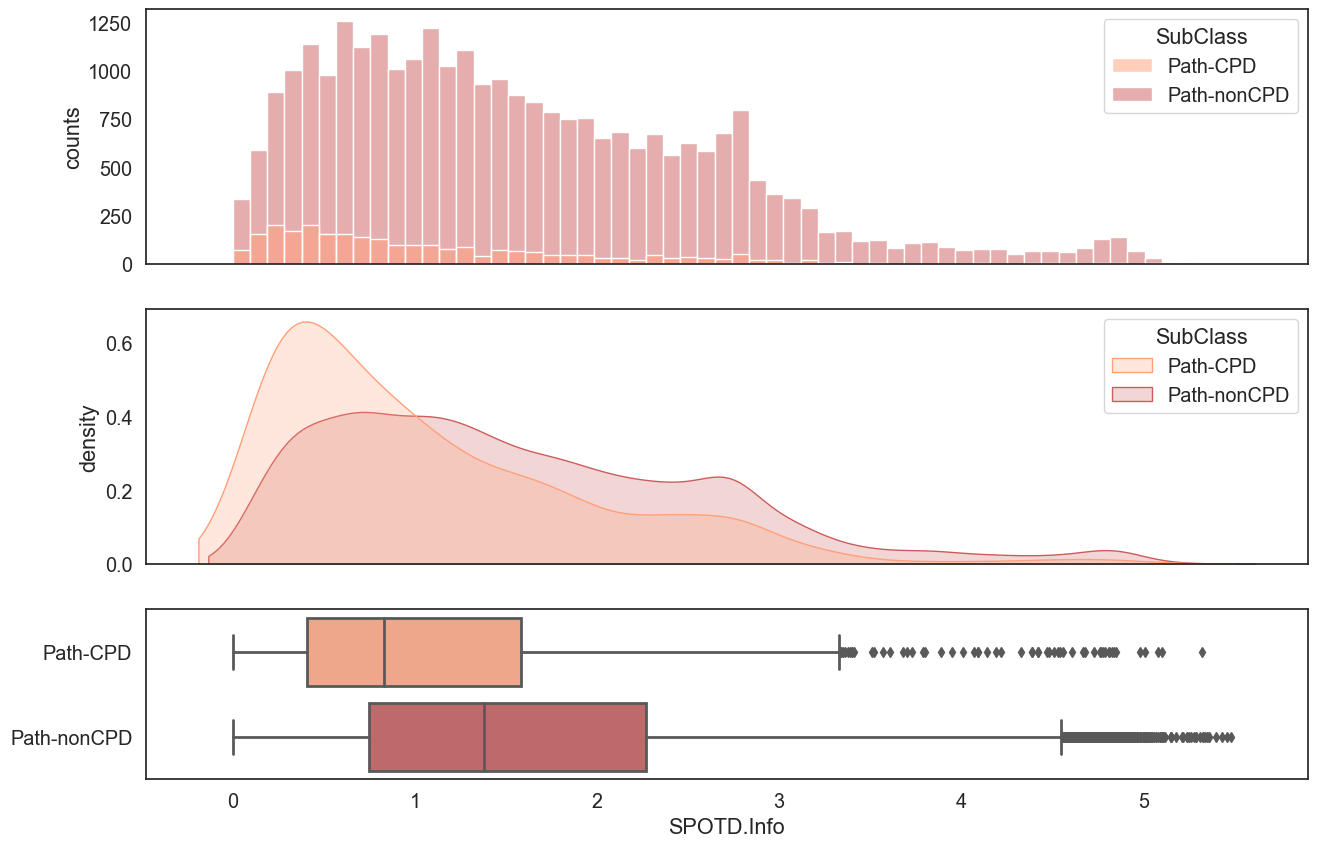 1250
1000
750
500
250
0
counts
SubClass
Path-CPD
Path-nonCPD
0.6
0.4
0.2
0.0
density
SubClass
Path-CPD
Path-nonCPD
Path-CPD
Path-nonCPD
0 1 2 3 4 5
SPOTD.Info